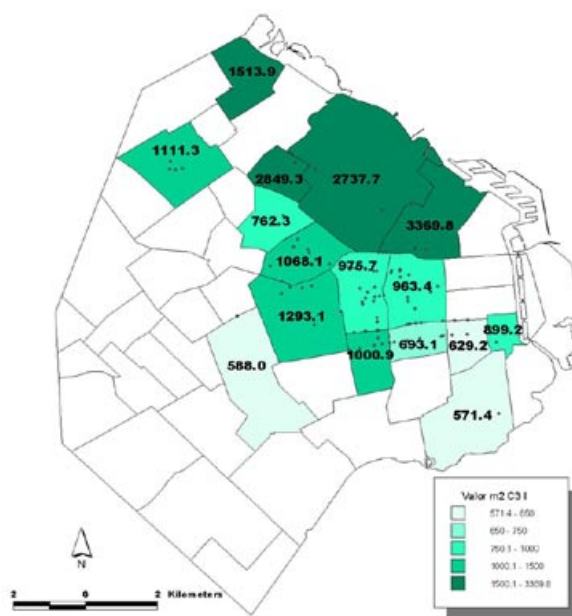 1513.9
1111.3
2849.3
2737.7
762.3
3369.8
1068.1
975.7
963.4
1293.1
899.2
1000.9
693.1
629.2
588.0
571.4
Valor m2 C3 I
571.4 - 650
650 - 750
750.1 - 1000
1000.1 - 1500
1500.1 - 3369.8
N
2 0 2 Kilometers